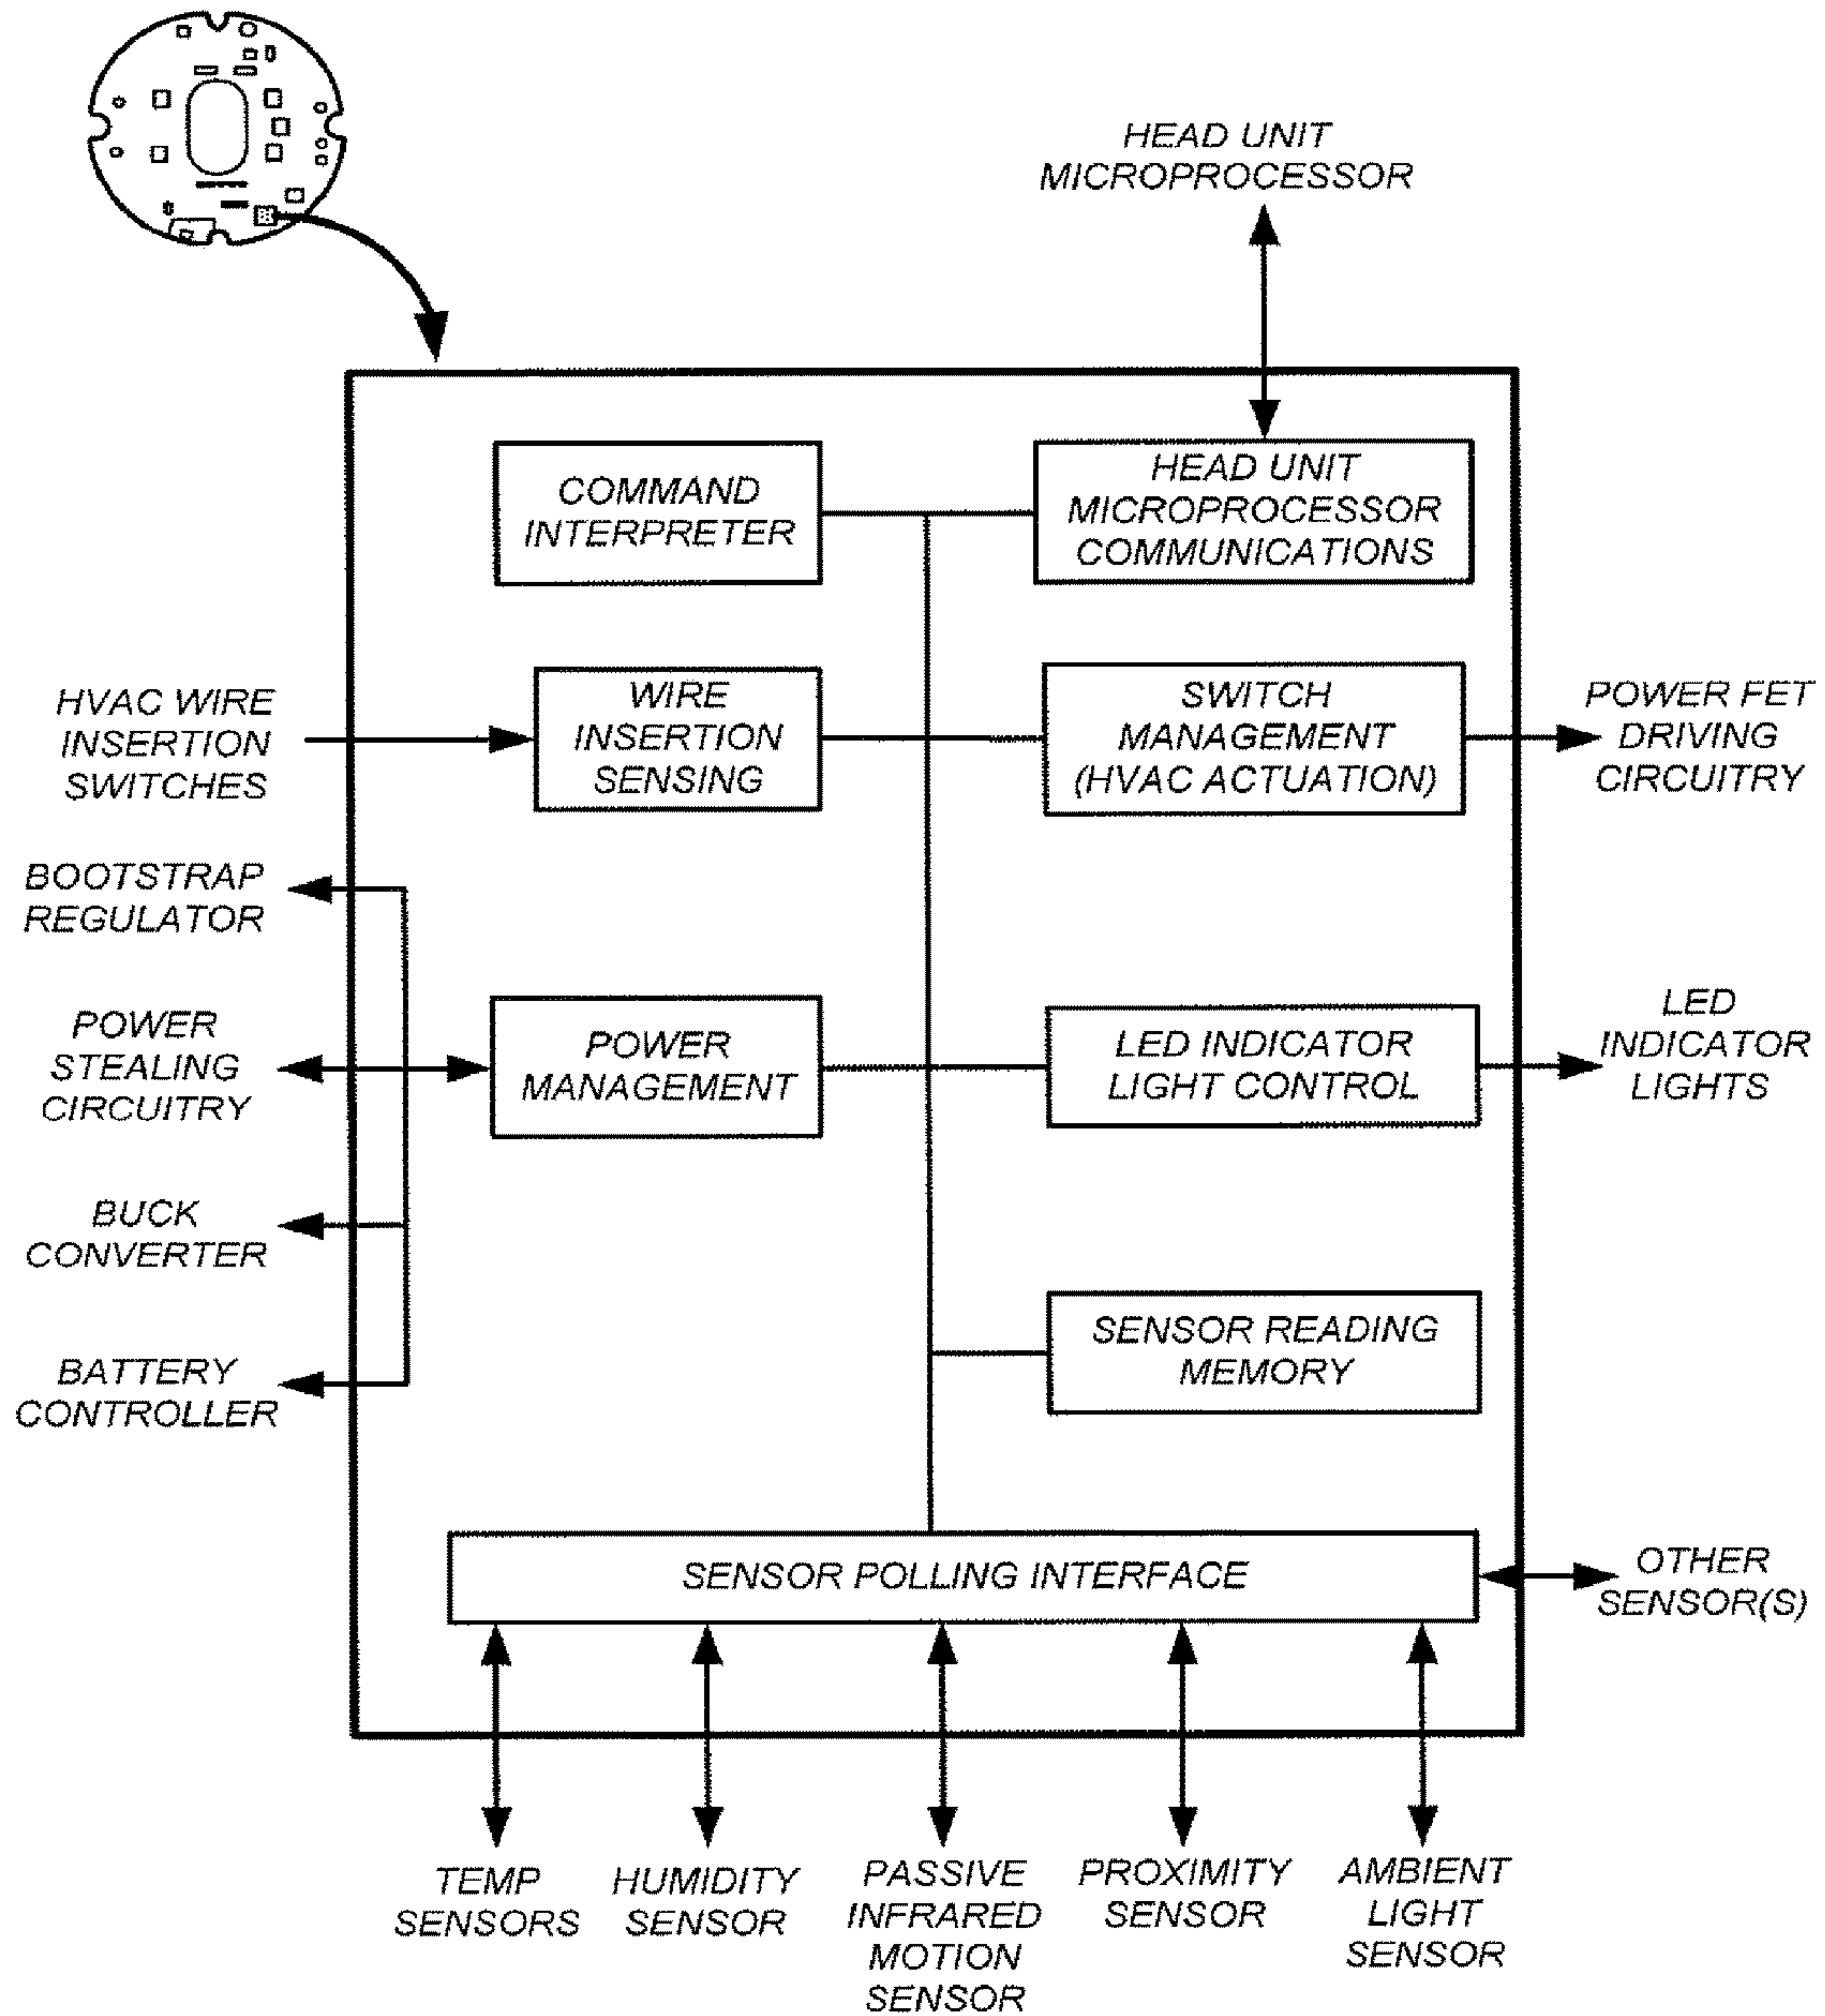 HEAD UNIT
MICROPROCESSOR
COMMAND
INTERPRETER
HEAD UNIT
MICROPROCESSOR
COMMUNICATIONS
HVAC WIRE
INSERTION
SWITCHES
WIRE
INSERTION
SENSING
SWITCH
MANAGEMENT
(HVAC ACTUATION)
POWER FET
DRIVING
CIRCUITRY
BOOTSTRAP
REGULATOR
POWER
STEALING
CIRCUITRY
POWER
MANAGEMENT
LED INDICATOR
LIGHT CONTROL
LED
INDICATOR
LIGHTS
BUCK
CONVERTER
SENSOR READING
MEMORY
BATTERY
CONTROLLER
SENSOR POLLING INTERFACE
OTHER
SENSOR(S)
TEMP
SENSORS
HUMIDITY
SENSOR
PASSIVE
INFRARED
MOTION
SENSOR
PROXIMITY
SENSOR
AMBIENT
LIGHT
SENSOR